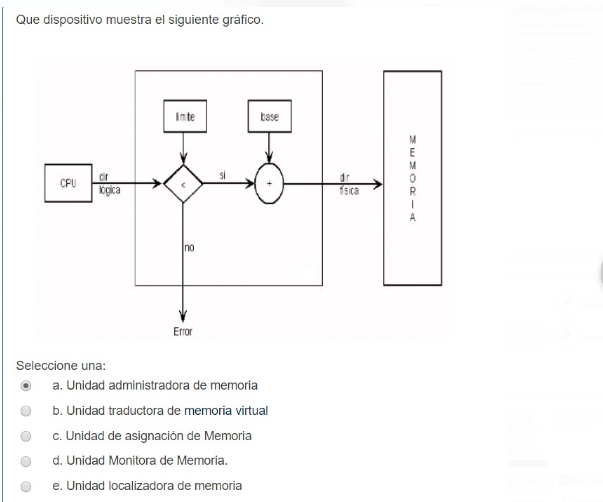 Que dispositivo muestra el siguiente gráfico.
limite
base
CPU
dir
lógica
<
si
+
dir
física
MEMORIA
no
Error
Seleccione una:
a. Unidad administradora de memoria
b. Unidad traductora de memoria virtual
c. Unidad de asignación de Memoria
d. Unidad Monitora de Memoria.
e. Unidad localizadora de memoria